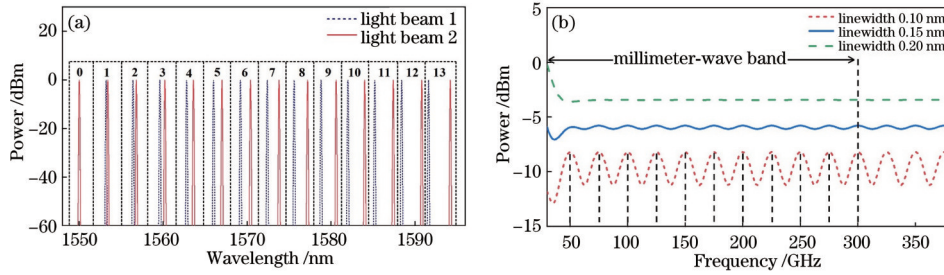 (a)
light beam 1
light beam 2
20
0
−20
−40
−60
Power /dBm
0 1 2 3 4 5 6 7 8 9 10 11 12 13
1550 1560 1570 1580 1590
Wavelength /nm
(b)
linewidth 0.10 nm
linewidth 0.15 nm
linewidth 0.20 nm
millimeter-wave band
5
0
−5
−10
−15
Power /dBm
50 100 150 200 250 300 350
Frequency /GHz